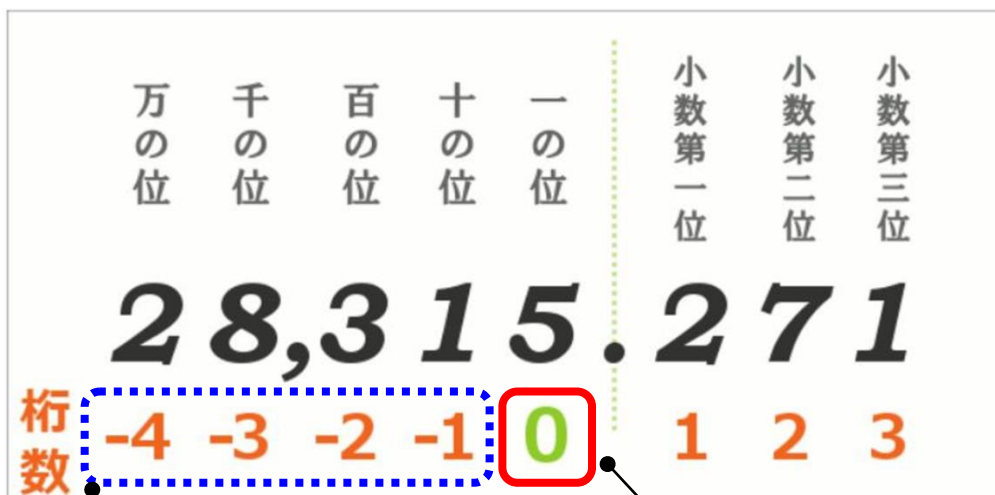 万の位
千の位
百の位
十の位
一の位
小数第一位
小数第二位
小数第三位
28,315.271
桁数 -4 -3 -2 -1 0 1 2 3